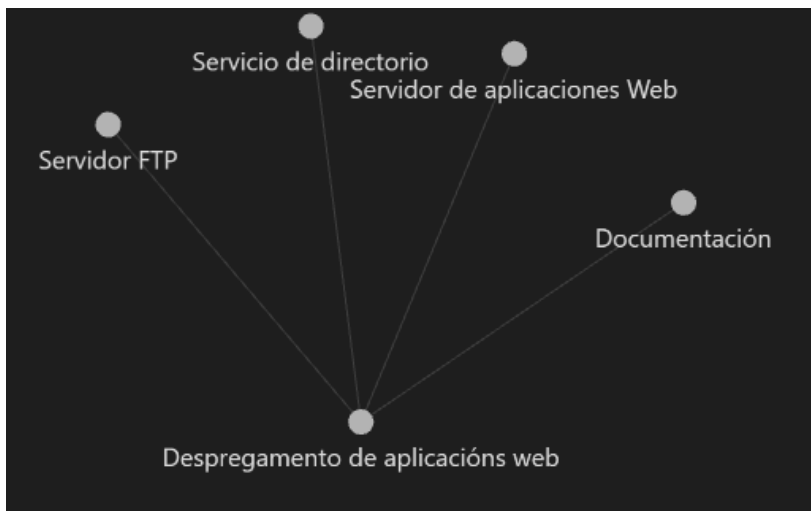 Servicio de directorio
Servidor de aplicaciones Web
Servidor FTP
Documentación
Despregamento de aplicacións web